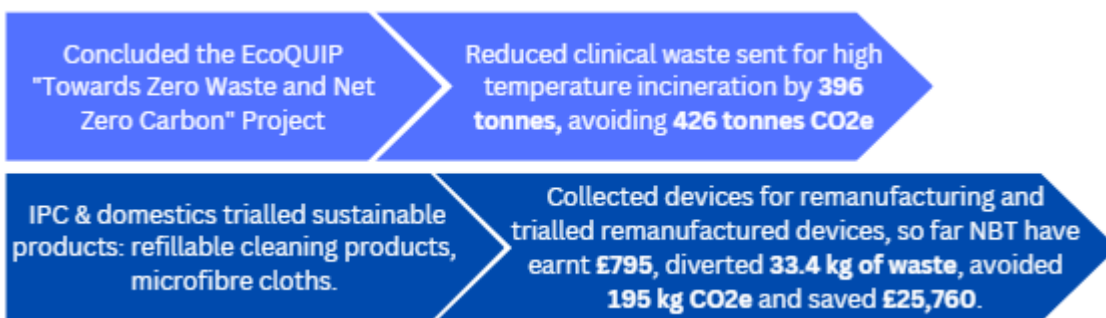 Concluded the EcoQUIP
"Towards Zero Waste and Net
Zero Carbon" Project
Reduced clinical waste sent for high
temperature incineration by 396
tonnes, avoiding 426 tonnes CO2e
IPC & domestics trialled sustainable
products: refillable cleaning products,
microfibre cloths.
Collected devices for remanufacturing and
trialled remanufactured devices, so far NBT have
earnt £795, diverted 33.4 kg of waste, avoided
195 kg CO2e and saved £25,760.